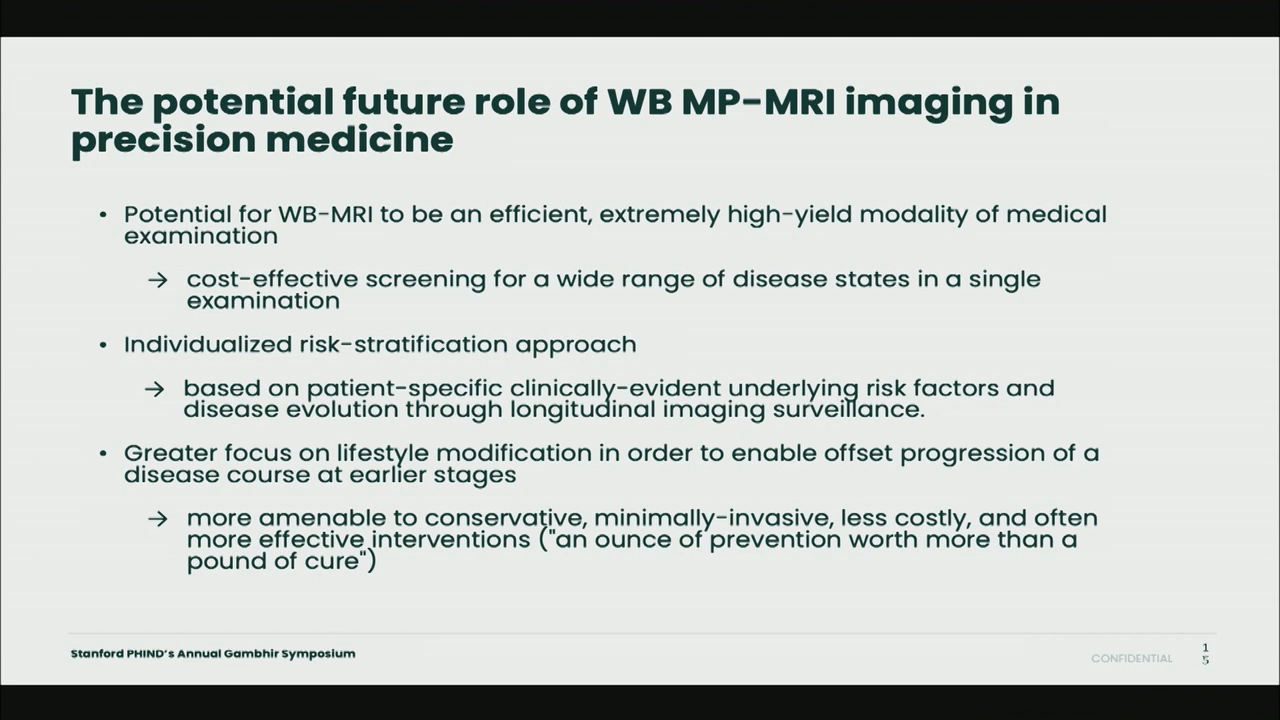 The potential future role of WB MP-MRI imaging in
precision medicine
• Potential for WB-MRI to be an efficient, extremely high-yield modality of medical
examination
→ cost-effective screening for a wide range of disease states in a single
examination
• Individualized risk-stratification approach
→ based on patient-specific clinically-evident underlying risk factors and
disease evolution through longitudinal imaging surveillance.
• Greater focus on lifestyle modification in order to enable offset progression of a
disease course at earlier stages
→ more amenable to conservative, minimally-invasive, less costly, and often
more effective interventions ("an ounce of prevention worth more than a
pound of cure")
Stanford PHIND's Annual Gambhir Symposium
CONFIDENTIAL
1
5